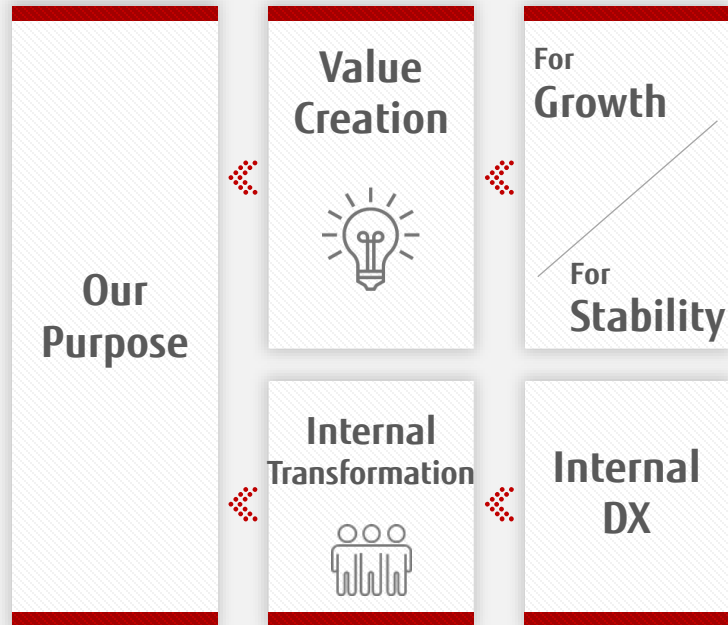 Our
Purpose
Value
Creation
For
Growth
For
Stability
Internal
Transformation
Internal
DX